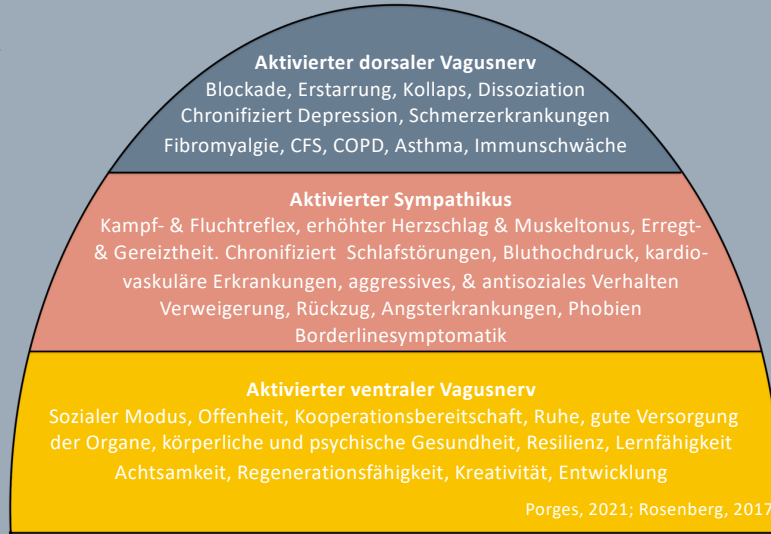 Aktivierter dorsaler Vagusnerv
Blockade, Erstarrung, Kollaps, Dissoziation
Chronifiziert Depression, Schmerzerkrankungen
Fibromyalgie, CFS, COPD, Asthma, Immunschwäche
Aktivierter Sympathikus
Kampf- & Fluchtreflex, erhöhter Herzschlag & Muskeltonus, Erregt-
& Gereiztheit. Chronifiziert Schlafstörungen, Bluthochdruck, kardio-
vaskuläre Erkrankungen, aggressives, & antisoziales Verhalten
Verweigerung, Rückzug, Angsterkrankungen, Phobien
Borderlinesymptomatik
Aktivierter ventraler Vagusnerv
Sozialer Modus, Offenheit, Kooperationsbereitschaft, Ruhe, gute Versorgung
der Organe, körperliche und psychische Gesundheit, Resilienz, Lernfähigkeit
Achtsamkeit, Regenerationsfähigkeit, Kreativität, Entwicklung
Porges, 2021; Rosenberg, 2017